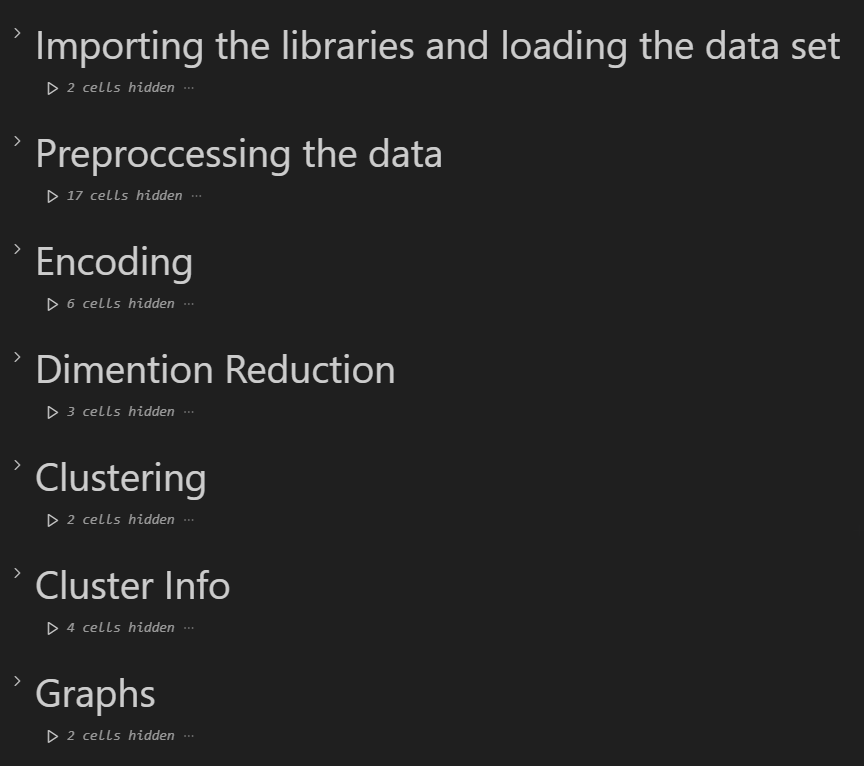 Importing the libraries and loading the data set
2 cells hidden ...
Preproccessing the data
17 cells hidden ...
Encoding
6 cells hidden ...
Dimention Reduction
3 cells hidden ...
Clustering
2 cells hidden ...
Cluster Info
4 cells hidden ...
Graphs
2 cells hidden ...